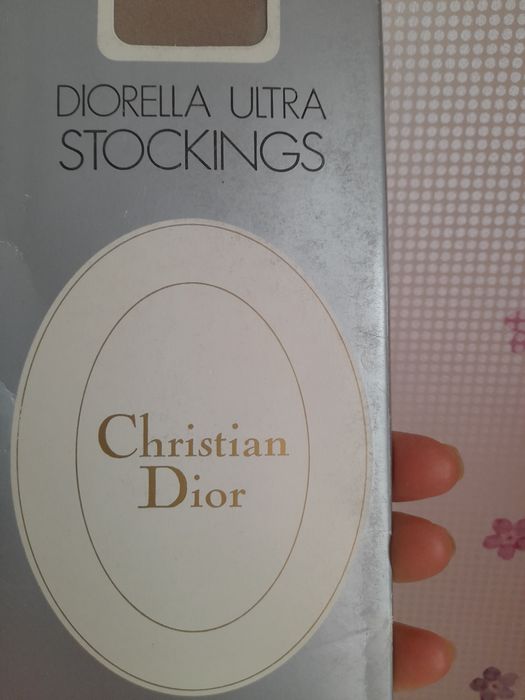 DIORELLA ULTRA
STOCKINGS
Christian
Dior